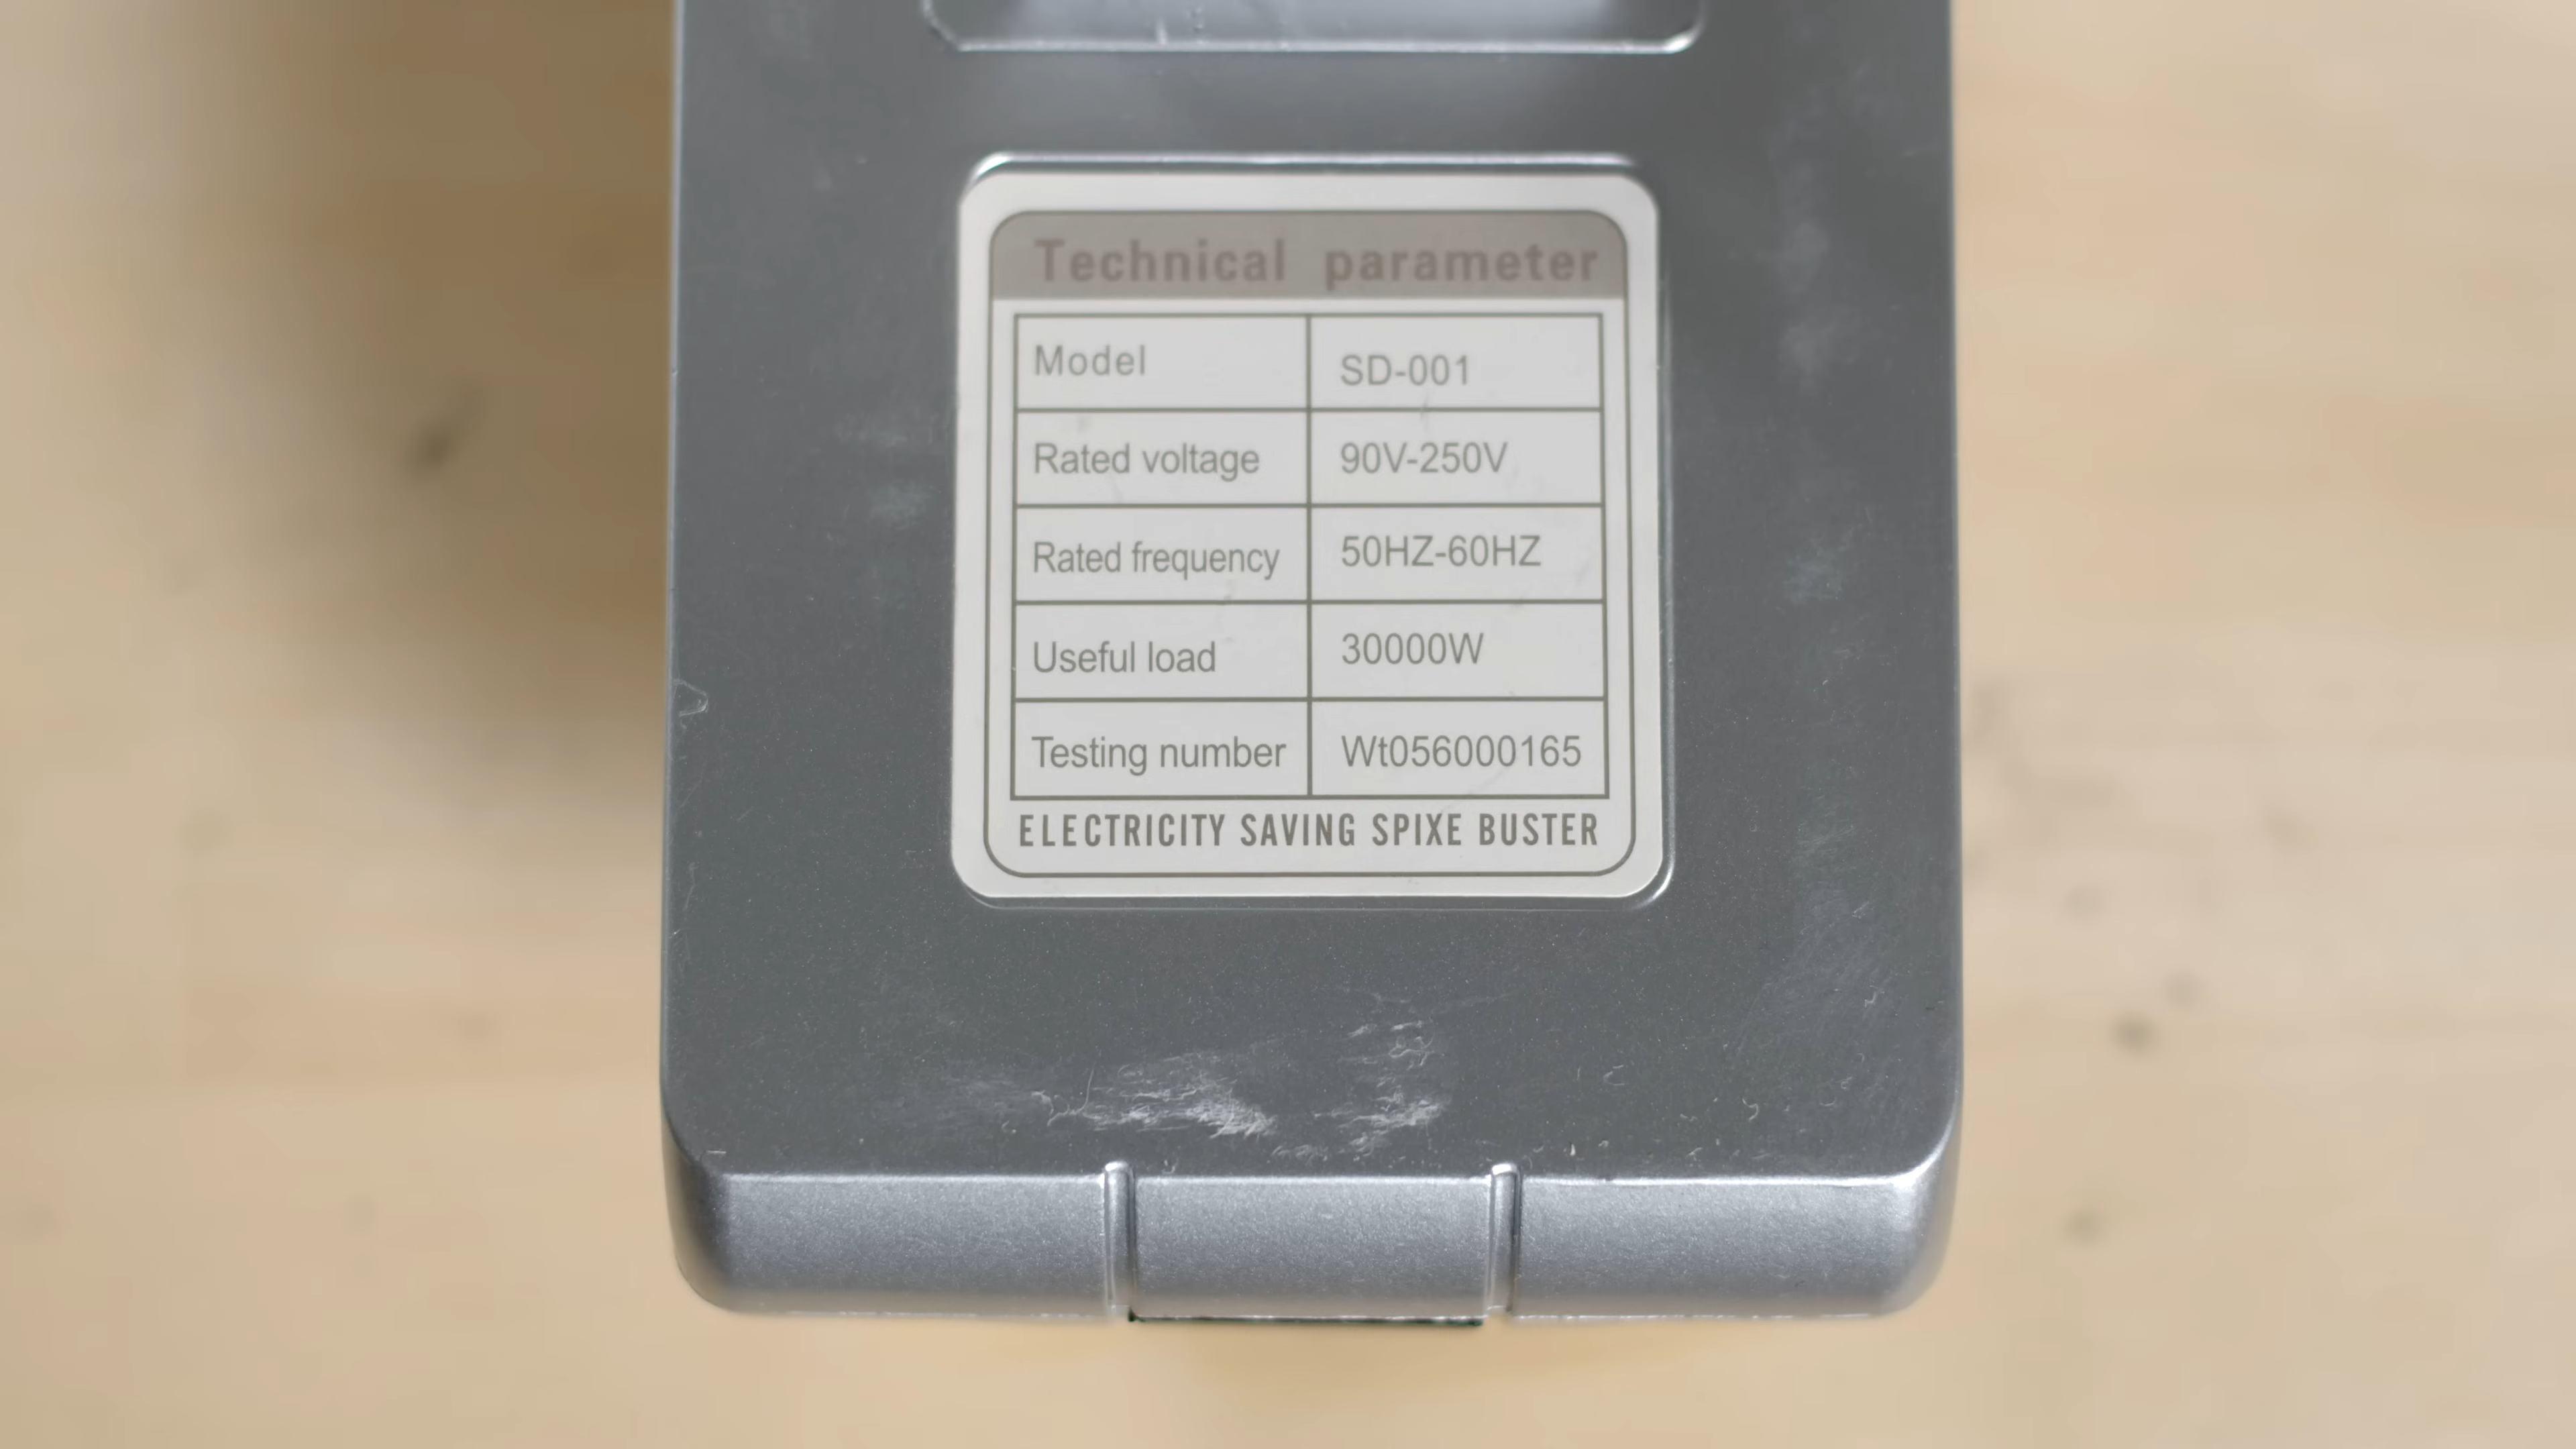 Technical parameter
Model SD-001
Rated voltage 90V-250V
Rated frequency 50HZ-60HZ
Useful load 30000W
Testing number Wt056000165
ELECTRICITY SAVING SPIXE BUSTER